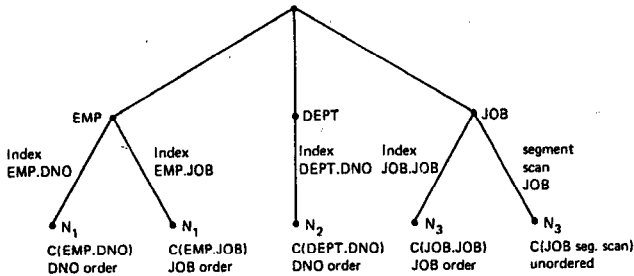 EMP
DEPT
JOB
Index
EMP.DNO
Index
EMP.JOB
Index
DEPT.DNO
Index
JOB.JOB
segment
scan
JOB
N1
N1
N2
N3
N3
C(EMP.DNO)
DNO order
C(EMP.JOB)
JOB order
C(DEPT.DNO)
DNO order
C(JOB.JOB)
JOB order
C(JOB seg. scan)
unordered